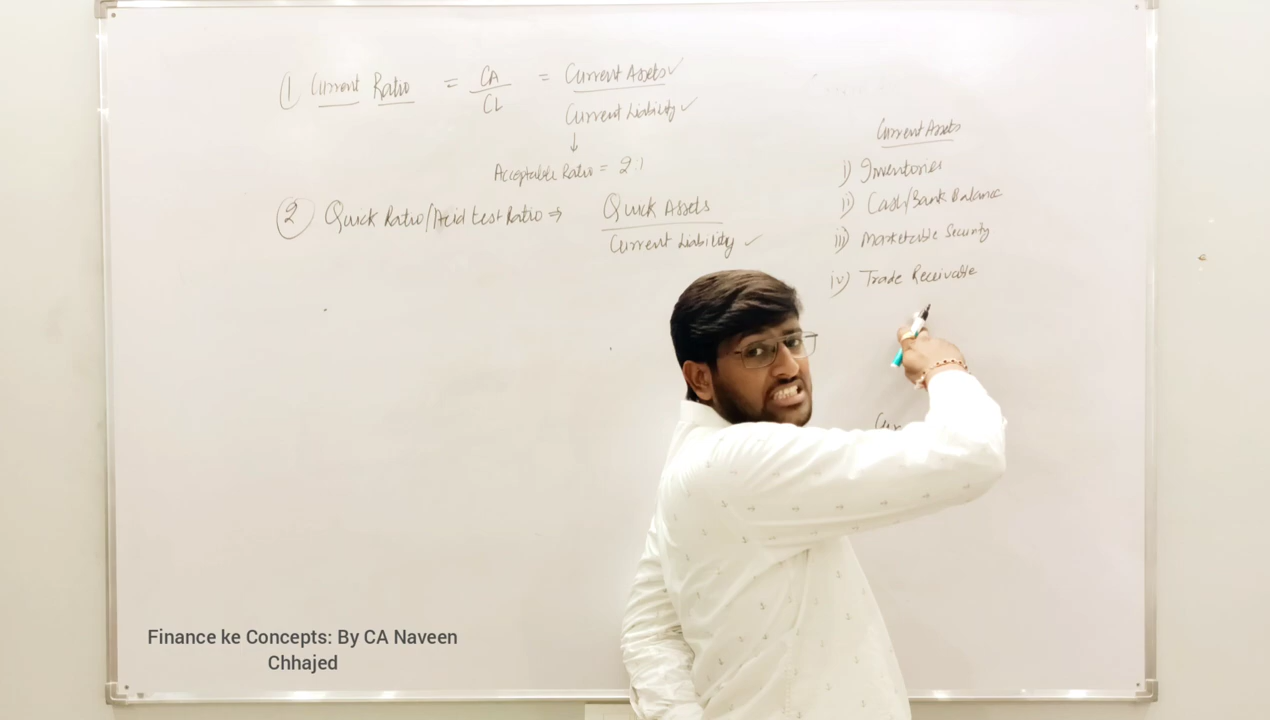 1 Current Ratio = CA / CL = Current Assets ✓ / Current Liability ✓
↓
Acceptable Ratio = 2:1
2 Quick Ratio/Acid test Ratio ⇒ Quick Assets / Current Liability ✓
Current Assets
i) Inventories
ii) Cash/Bank Balance
iii) Marketable Security
iv) Trade Receivable
Finance ke Concepts: By CA Naveen
Chhajed